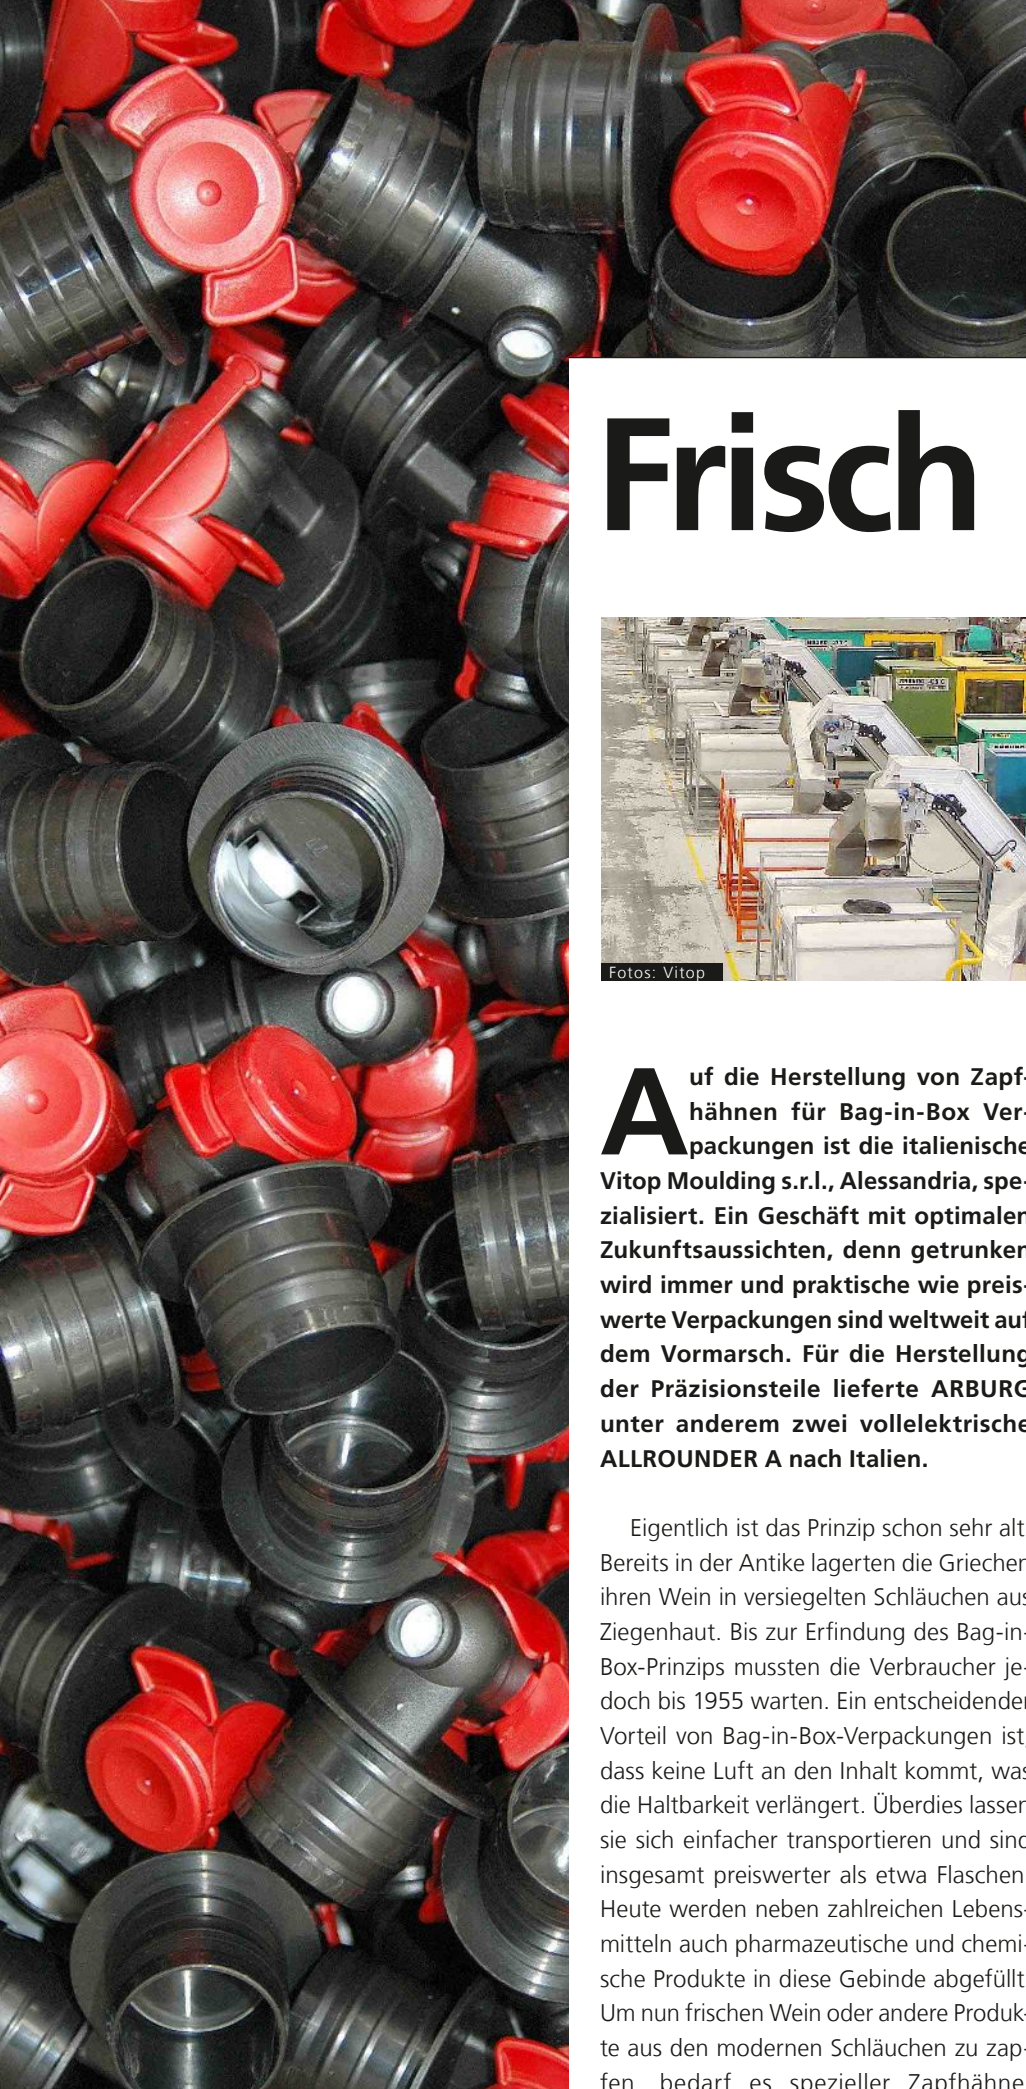 Frisch
Fotos: Vitop
Auf die Herstellung von Zapf-
hähnen für Bag-in-Box Ver-
packungen ist die italienische
Vitop Moulding s.r.l., Alessandria, spe-
zialisiert. Ein Geschäft mit optimalen
Zukunftsaussichten, denn getrunken
wird immer und praktische wie preis-
werte Verpackungen sind weltweit auf
dem Vormarsch. Für die Herstellung
der Präzisionsteile lieferte ARBURG
unter anderem zwei vollelektrische
ALLROUNDER A nach Italien.
Eigentlich ist das Prinzip schon sehr alt
Bereits in der Antike lagerten die Griechen
ihren Wein in versiegelten Schläuchen aus
Ziegenhaut. Bis zur Erfindung des Bag-in-
Box-Prinzips mussten die Verbraucher je-
doch bis 1955 warten. Ein entscheidender
Vorteil von Bag-in-Box-Verpackungen ist,
dass keine Luft an den Inhalt kommt, was
die Haltbarkeit verlängert. Überdies lassen
sie sich einfacher transportieren und sind
insgesamt preiswerter als etwa Flaschen.
Heute werden neben zahlreichen Lebens-
mitteln auch pharmazeutische und chemi-
sche Produkte in diese Gebinde abgefüllt.
Um nun frischen Wein oder andere Produk-
te aus den modernen Schläuchen zu zap-
fen, bedarf es spezieller Zapfhähne